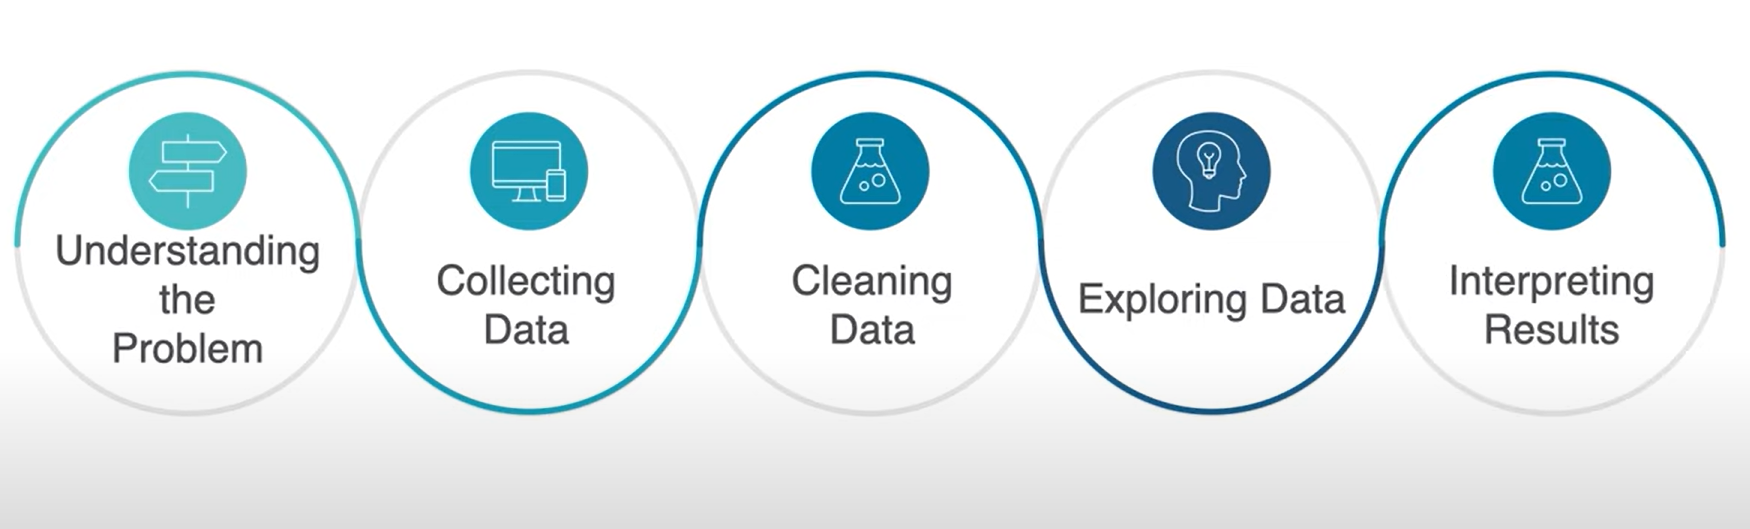 Understanding
the
Problem
Collecting
Data
Cleaning
Data
Exploring Data
Interpreting
Results